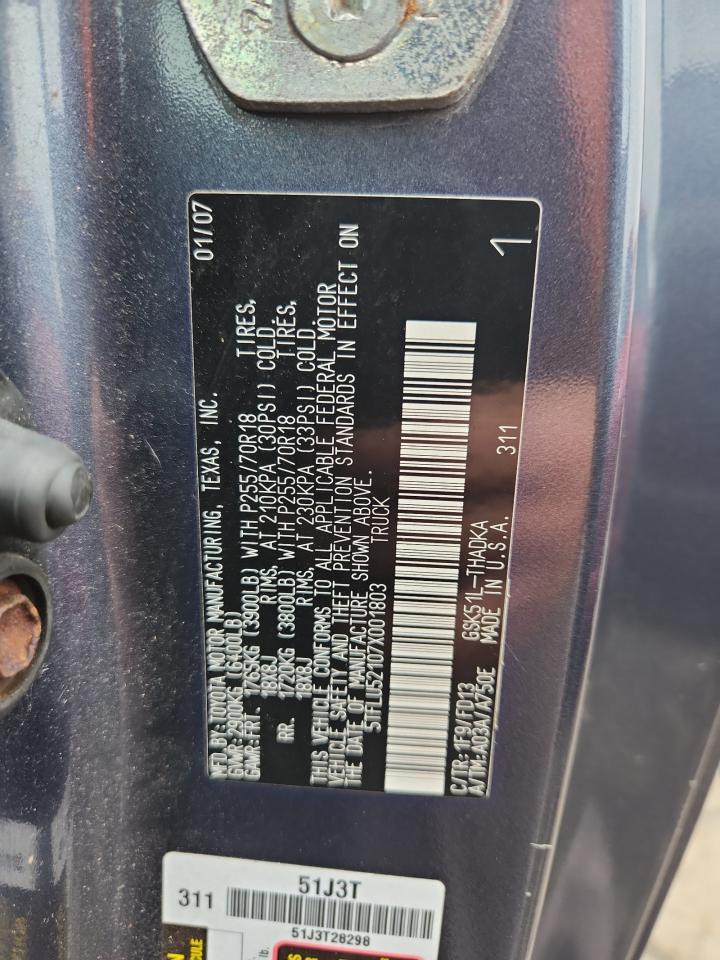 01/07
MFD.BY:TOYOTA MOTOR MANUFACTURING, TEXAS, INC.
GVWR:2900KG (6400LB)
GAWR:FRT. 1765KG (3900LB) WITH P255/70R18 TIRES,
18X8J RIMS, AT 210KPA (30PSI) COLD
RR. 1720KG (3800LB) WITH P255/70R18 TIRES,
18X8J RIMS, AT 230KPA (33PSI) COLD.
THIS VEHICLE CONFORMS TO ALL APPLICABLE FEDERAL MOTOR
VEHICLE SAFETY AND THEFT PREVENTION STANDARDS IN EFFECT ON
THE DATE OF MANUFACTURE SHOWN ABOVE.
5TFLU52107X001803 TRUCK
C/TR:1F9/FD13 GSK51L-THADKA 311
A/TM:A03A/A750E MADE IN U.S.A. 1
311 51J3T
51J3T28298